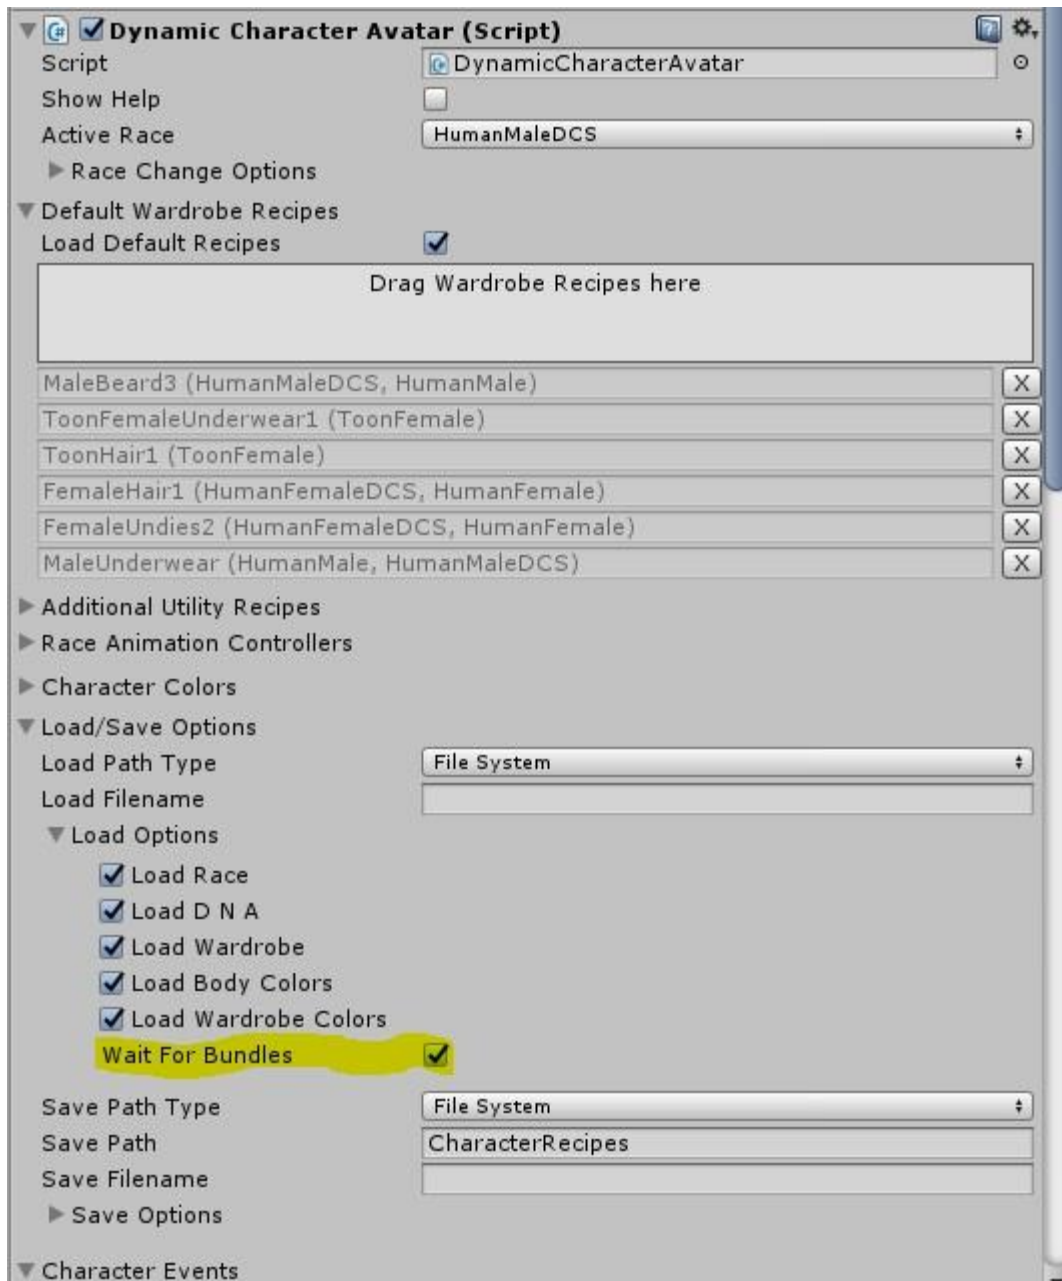 Dynamic Character Avatar (Script)
Script DynamicCharacterAvatar
Show Help
Active Race HumanMaleDCS
Race Change Options
Default Wardrobe Recipes
Load Default Recipes
Drag Wardrobe Recipes here
MaleBeard3 (HumanMaleDCS, HumanMale) X
ToonFemaleUnderwear1 (ToonFemale) X
ToonHair1 (ToonFemale) X
FemaleHair1 (HumanFemaleDCS, HumanFemale) X
FemaleUndies2 (HumanFemaleDCS, HumanFemale) X
MaleUnderwear (HumanMale, HumanMaleDCS) X
Additional Utility Recipes
Race Animation Controllers
Character Colors
Load/Save Options
Load Path Type File System
Load Filename
Load Options
Load Race
Load D N A
Load Wardrobe
Load Body Colors
Load Wardrobe Colors
Wait For Bundles
Save Path Type File System
Save Path CharacterRecipes
Save Filename
Save Options
Character Events